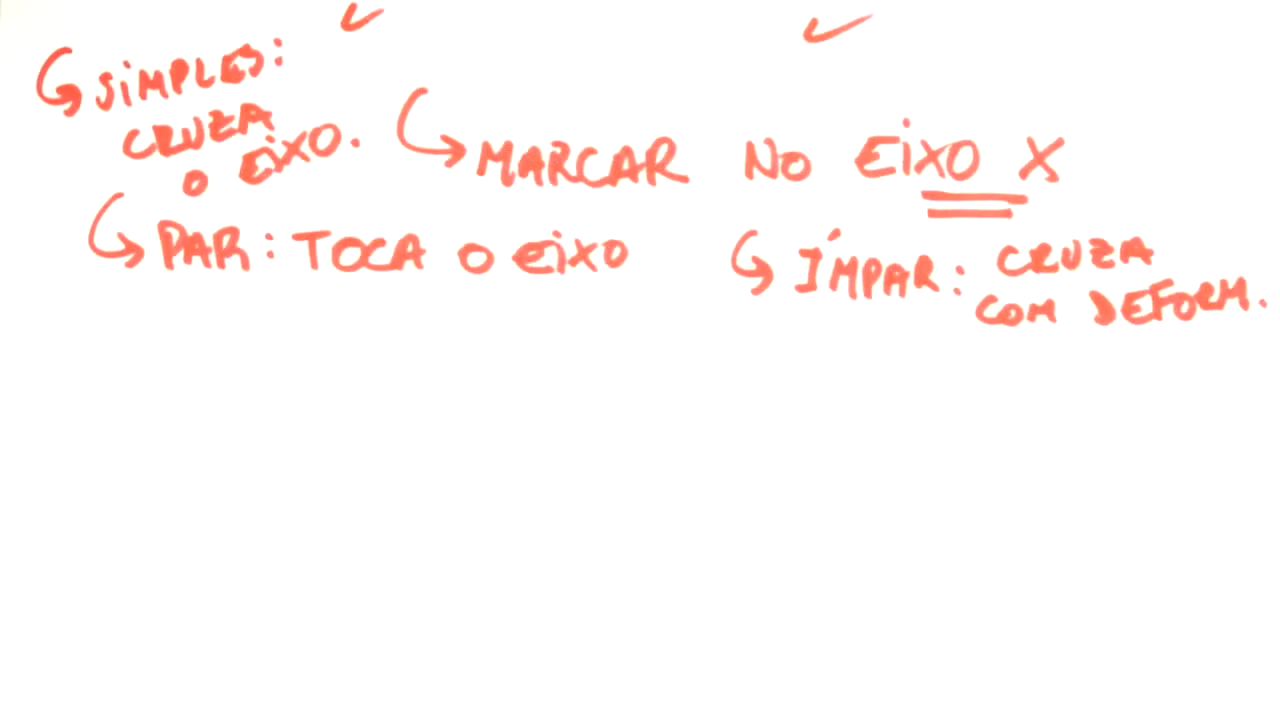 SiMPLES:
CRUZA
O EiXO.
MARCAR NO EiXO X
PAR: TOCA O EiXO
ÍMPAR: CRUZA
COM DEFORM.